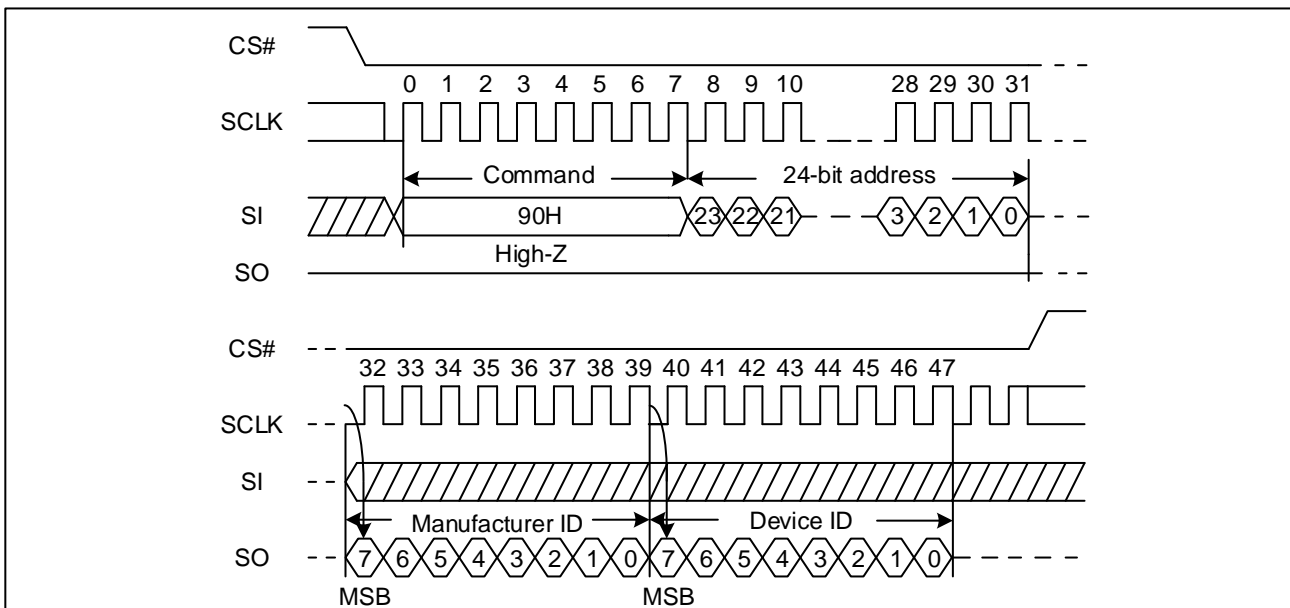 CS#
0 1 2 3 4 5 6 7 8 9 10 28 29 30 31
SCLK
Command 24-bit address
SI 90H 23 22 21 3 2 1 0
High-Z
SO
CS#
32 33 34 35 36 37 38 39 40 41 42 43 44 45 46 47
SCLK
SI
Manufacturer ID Device ID
SO 7 6 5 4 3 2 1 0 7 6 5 4 3 2 1 0
MSB MSB